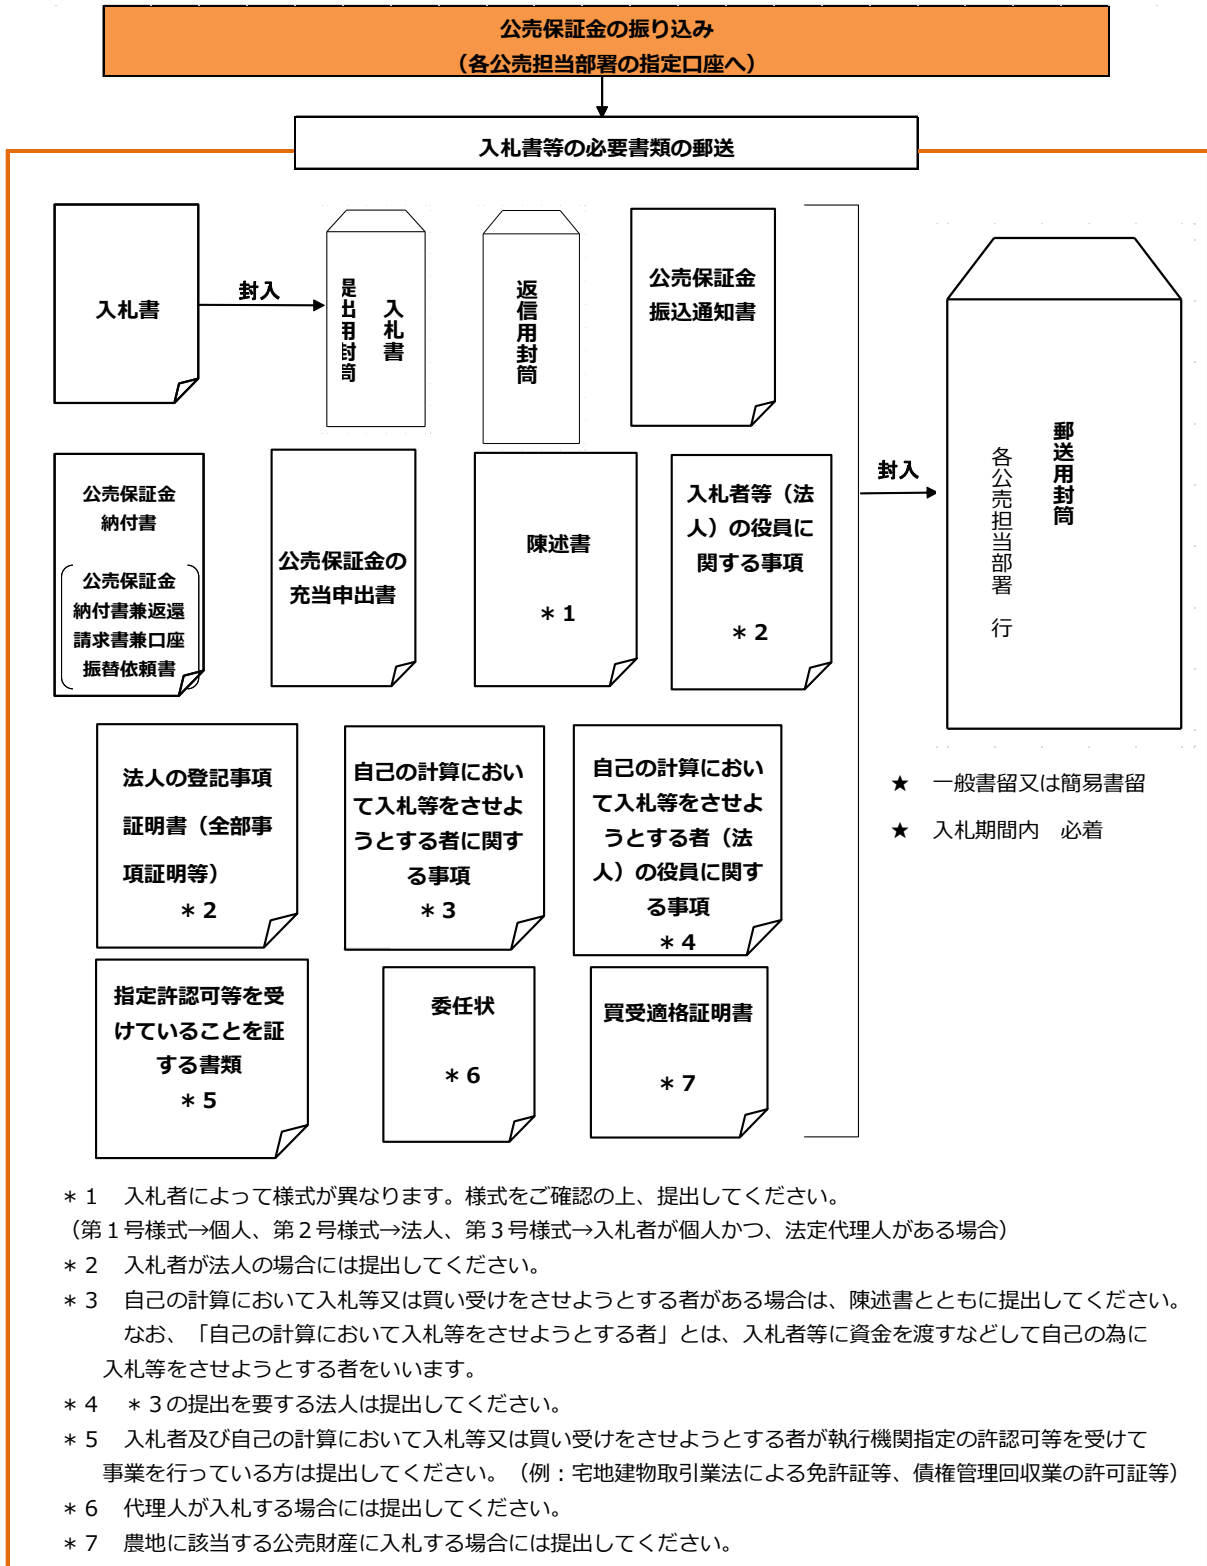 公売保証金の振り込み
（各公売担当部署の指定口座へ）
入札書等の必要書類の郵送
入札書
封入
入札書
提出用封筒
返信用封筒
公売保証金
振込通知書
公売保証金
納付書
公売保証金
納付書兼返還
請求書兼口座
振替依頼書
公売保証金の
充当申出書
陳述書
＊１
入札者等（法
人）の役員に
関する事項
＊２
封入
郵送用封筒
各公売担当部署　行
法人の登記事項
証明書（全部事
項証明等）
＊２
自己の計算におい
て入札等をさせよ
うとする者に関す
る事項
＊３
自己の計算におい
て入札等をさせよ
うとする者（法
人）の役員に関す
る事項
＊４
★　一般書留又は簡易書留
★　入札期間内　必着
指定許認可等を受
けていることを証
する書類
＊５
委任状
＊６
買受適格証明書
＊７
＊１　入札者によって様式が異なります。様式をご確認の上、提出してください。
（第１号様式→個人、第２号様式→法人、第３号様式→入札者が個人かつ、法定代理人がある場合）
＊２　入札者が法人の場合には提出してください。
＊３　自己の計算において入札等又は買い受けをさせようとする者がある場合は、陳述書とともに提出してください。
なお、「自己の計算において入札等をさせようとする者」とは、入札者等に資金を渡すなどして自己の為に
入札等をさせようとする者をいいます。
＊４　＊３の提出を要する法人は提出してください。
＊５　入札者及び自己の計算において入札等又は買い受けをさせようとする者が執行機関指定の許認可等を受けて
事業を行っている方は提出してください。（例：宅地建物取引業法による免許証等、債権管理回収業の許可証等）
＊６　代理人が入札する場合には提出してください。
＊７　農地に該当する公売財産に入札する場合には提出してください。